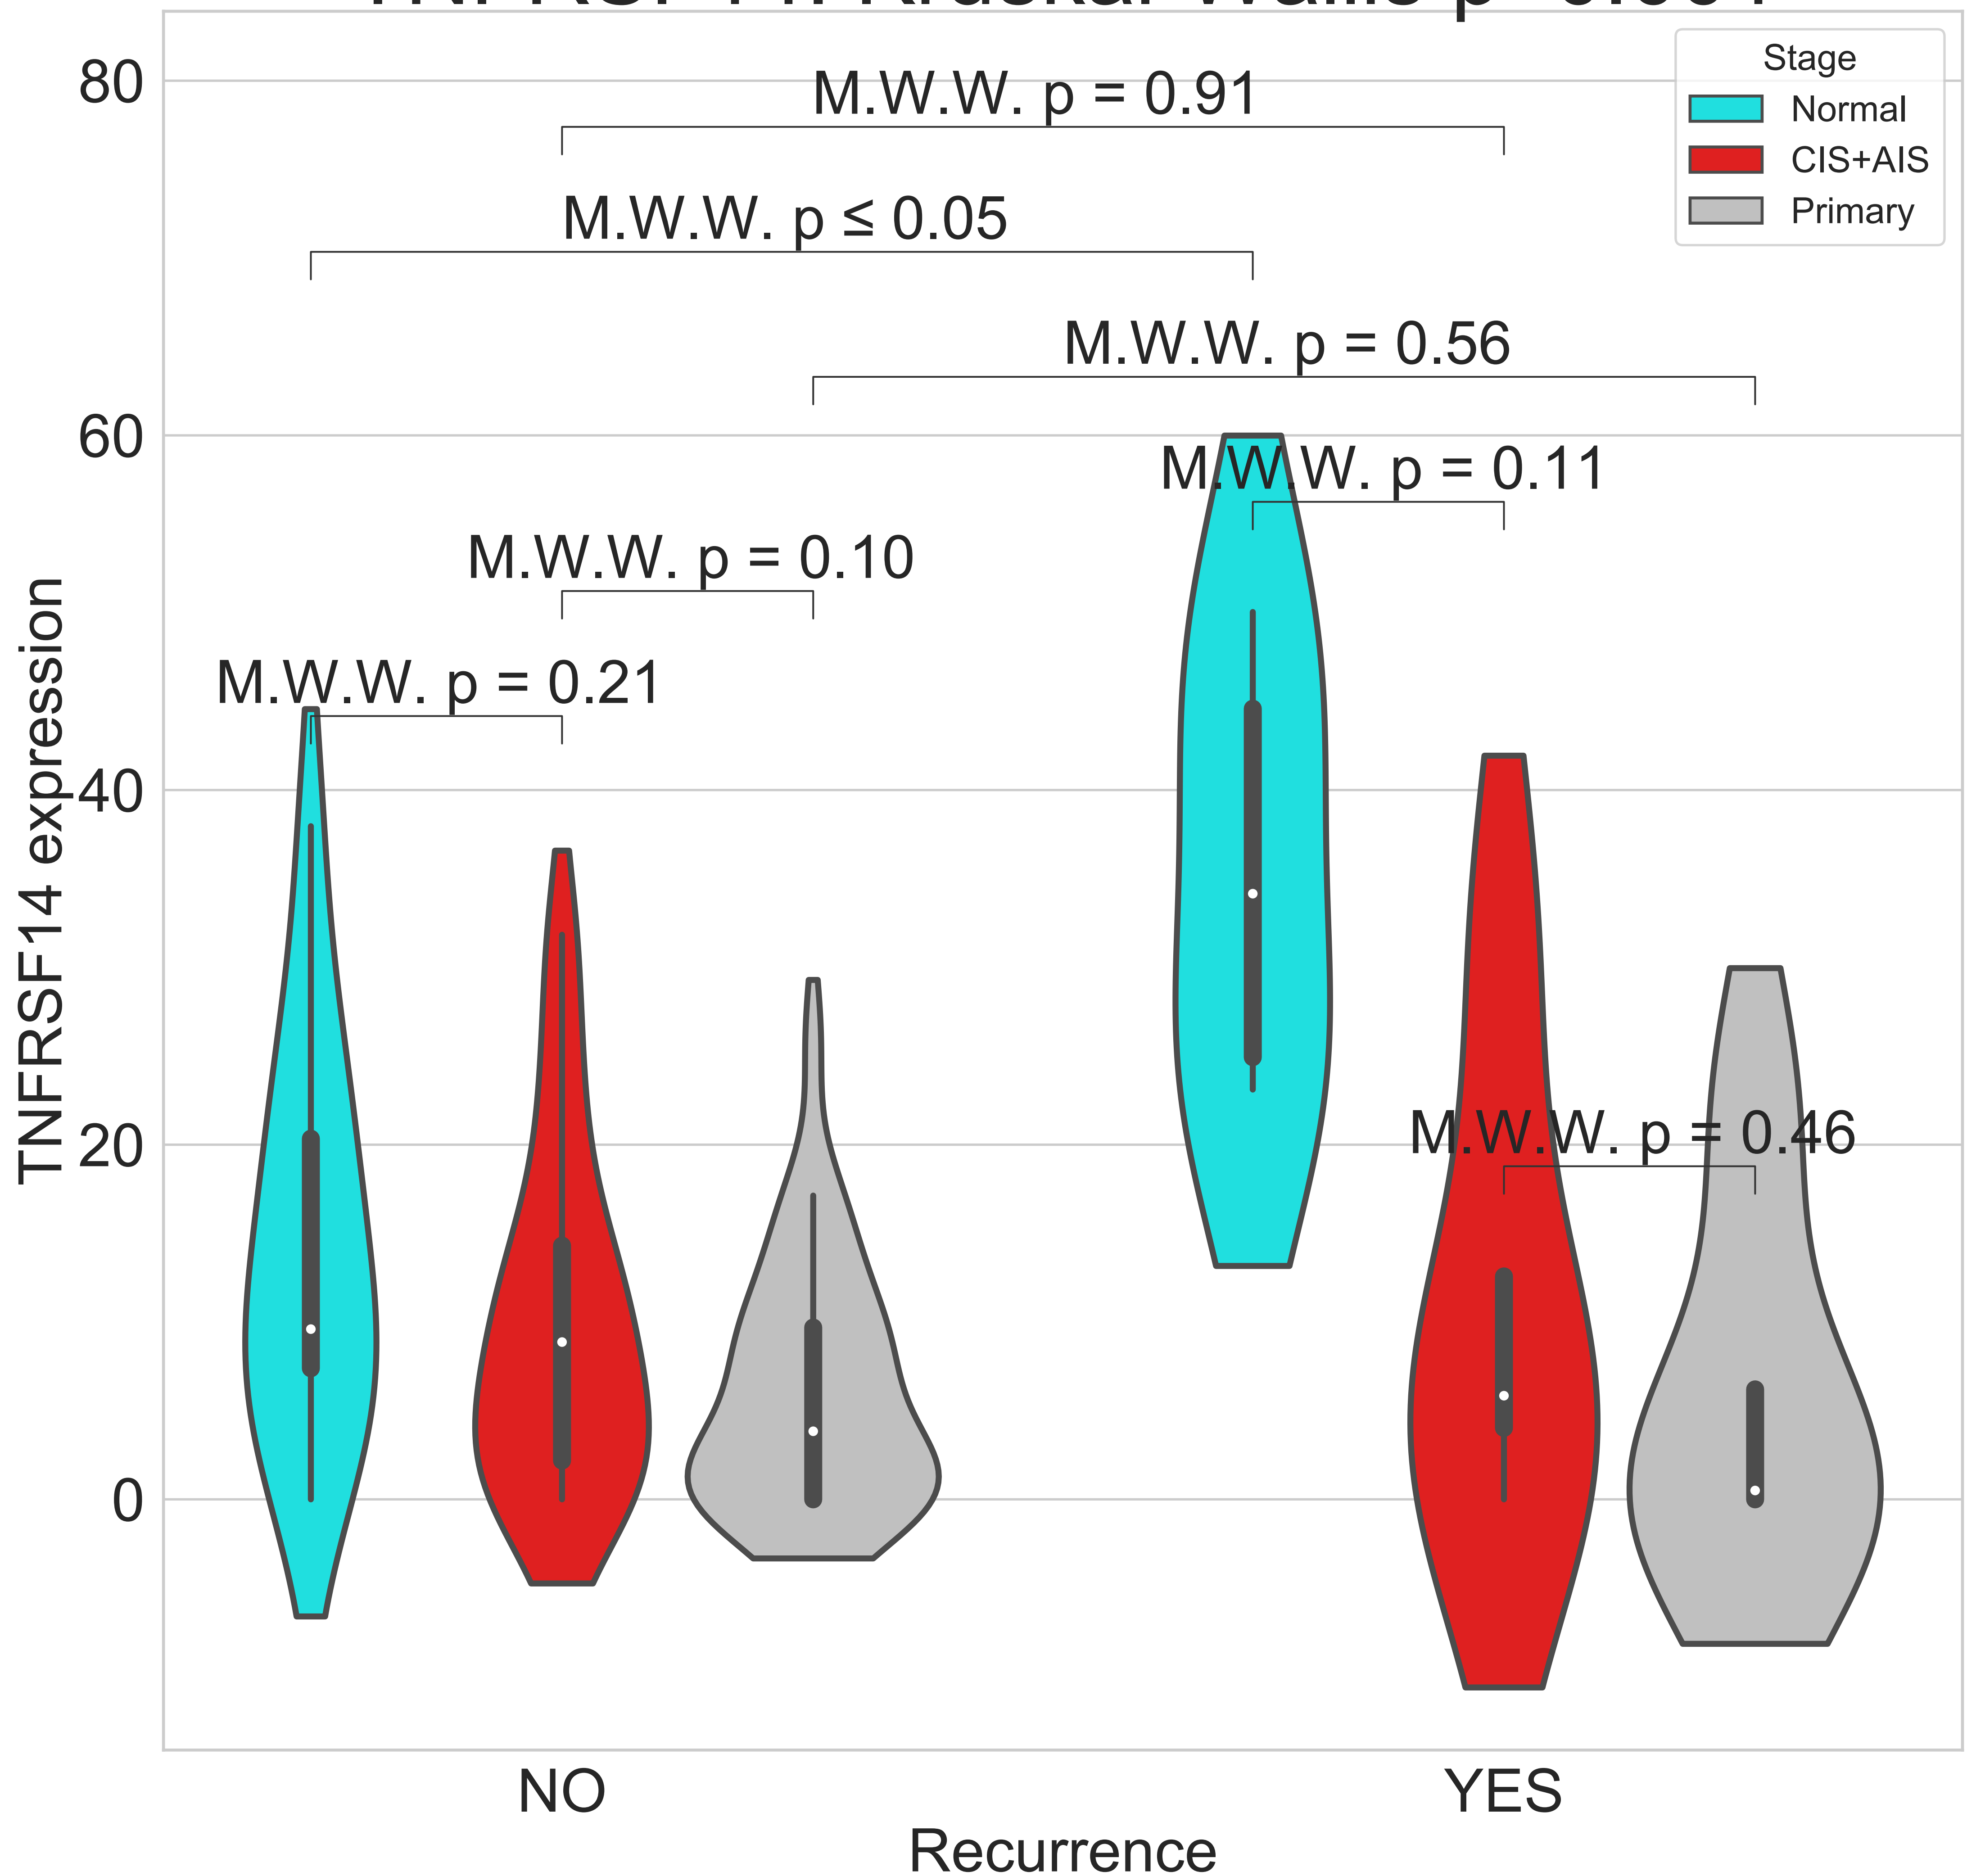 80
60
40
20
0
TNFRSF14 expression
M.W.W. p = 0.91
M.W.W. p ≤ 0.05
M.W.W. p = 0.56
M.W.W. p = 0.11
M.W.W. p = 0.10
M.W.W. p = 0.21
M.W.W. p = 0.46
Stage
Normal
CIS+AIS
Primary
NO
YES
Recurrence